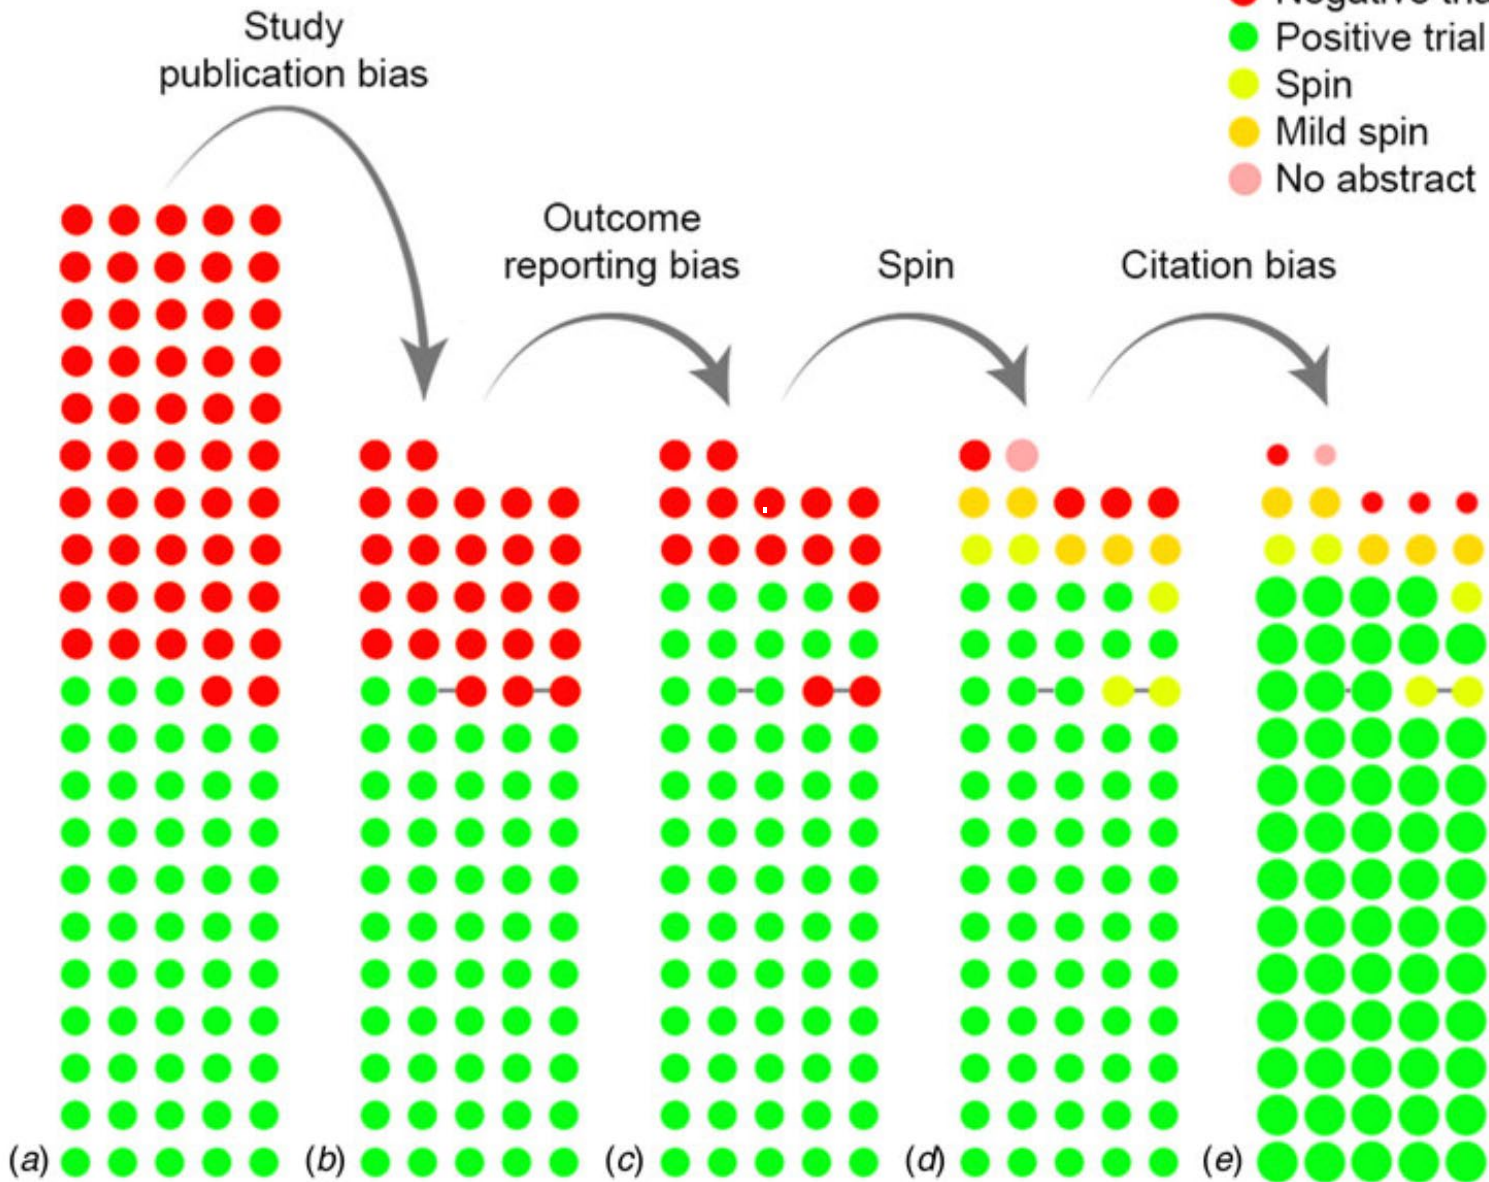 Study
publication bias
Outcome
reporting bias
Spin
Citation bias
Positive trial
Spin
Mild spin
No abstract
(a)
(b)
(c)
(d)
(e)